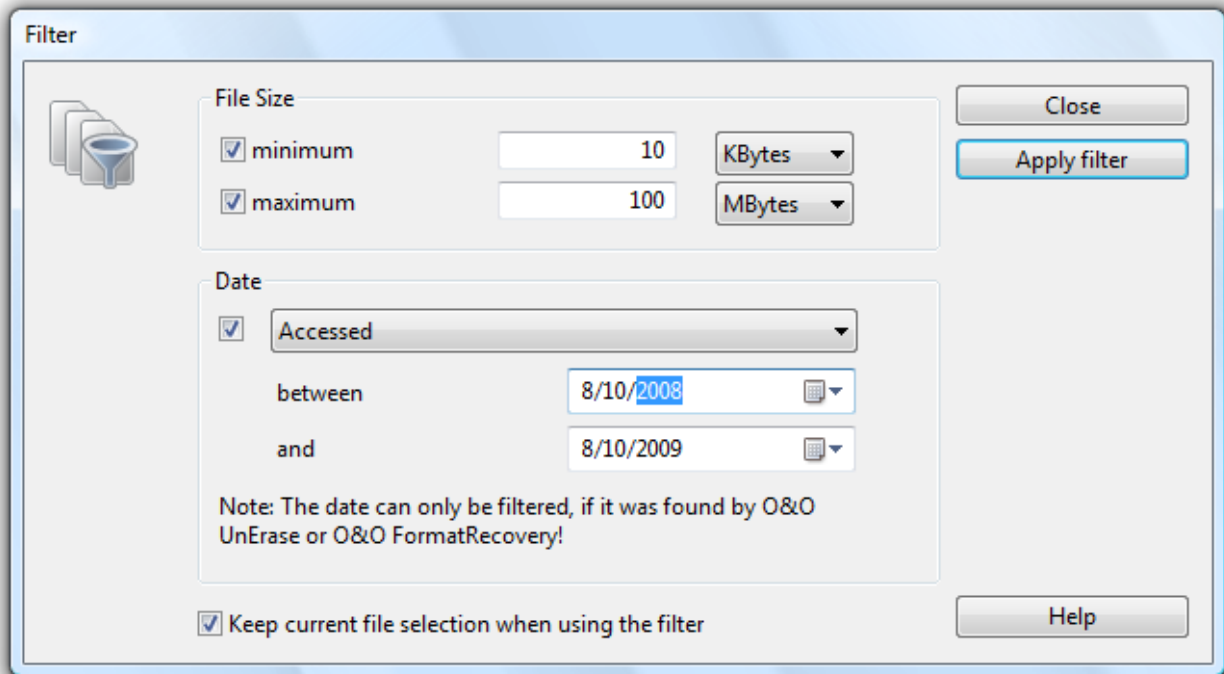 Filter
File Size
minimum 10 KBytes
maximum 100 MBytes
Close
Apply filter
Date
Accessed
between 8/10/2008
and 8/10/2009
Note: The date can only be filtered, if it was found by O&O
UnErase or O&O FormatRecovery!
Keep current file selection when using the filter
Help